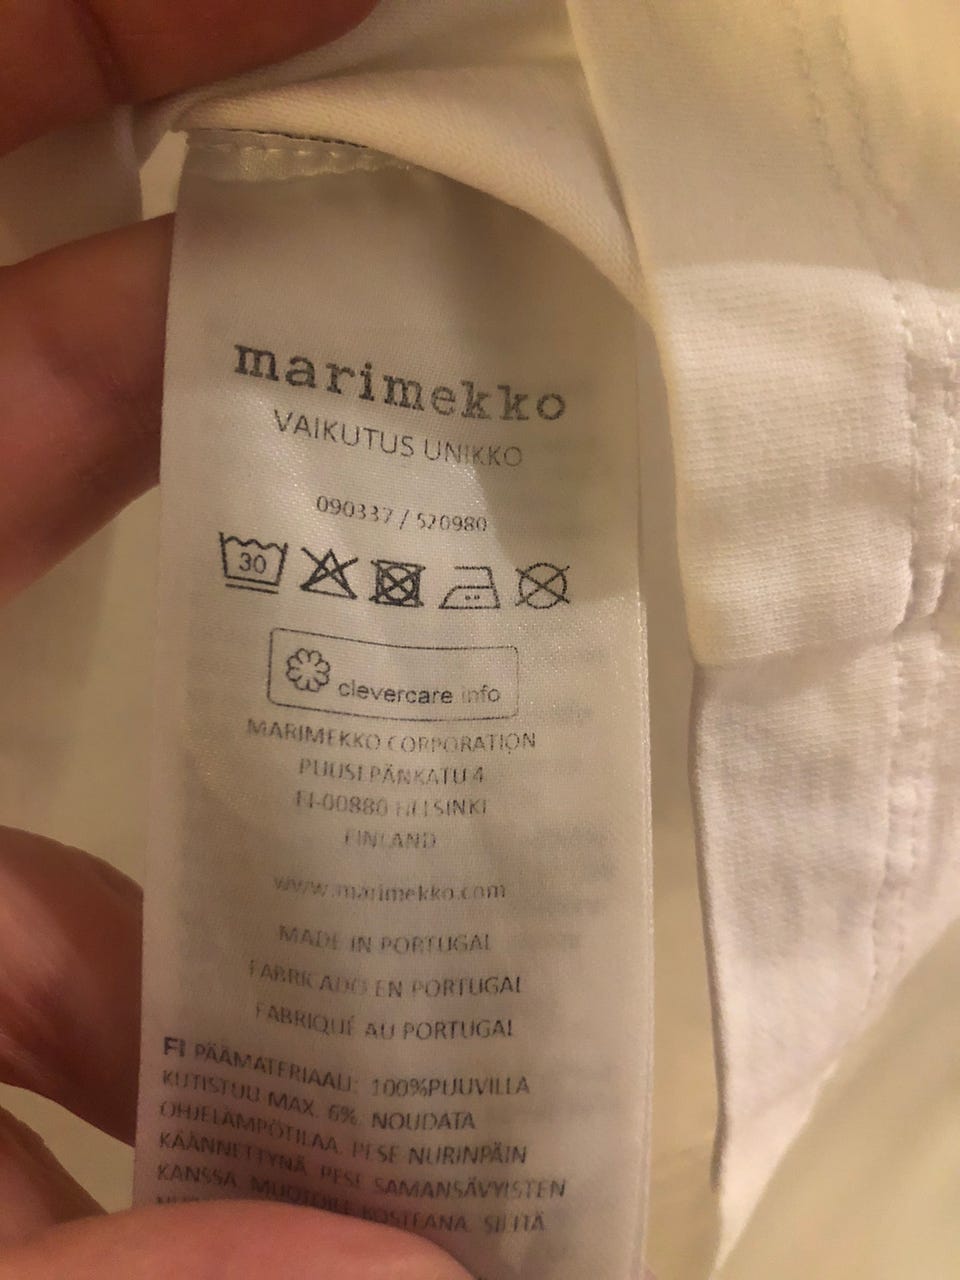 marimekko
VAIKUTUS UNIKKO
090337 / 520980
30
clevercare info
MARIMEKKO CORPORATION
PUUSEPÄNKATU 4
FI-00880 HELSINKI
FINLAND
www.marimekko.com
MADE IN PORTUGAL
FABRICADO EN PORTUGAL
FABRIQUÉ AU PORTUGAL
FI PÄÄMATERIAALI: 100%PUUVILLA
KUTISTUU MAX. 6%. NOUDATA
OHJELÄMPÖTILAA. PESE NURINPÄIN
KÄÄNNETTYNÄ. PESE SAMANSÄVYISTEN
KANSSA. MUOTOILE KOSTEANA. SILITÄ